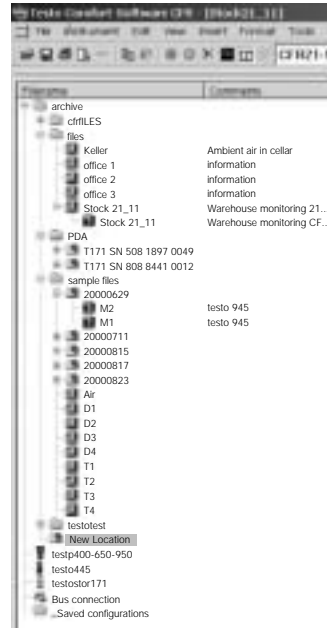 Testo Comfort Software CFR - [Stock21_11]
File Instrument Edit View Insert Format Tools
CFR21-
Filename Comments
archive
cfrfILES
files
Keller Ambient air in cellar
office 1 information
office 2 information
office 3 information
Stock 21_11 Warehouse monitoring 21...
Stock 21_11 Warehouse monitoring CF...
PDA
T171 SN 508 1897 0049
T171 SN 808 8441 0012
sample files
20000629
M2 testo 945
M1 testo 945
20000711
20000815
20000817
20000823
Air
D1
D2
D3
D4
T1
T2
T3
T4
testotest
New Location
testp400-650-950
testo445
testostor171
Bus connection
_Saved configurations